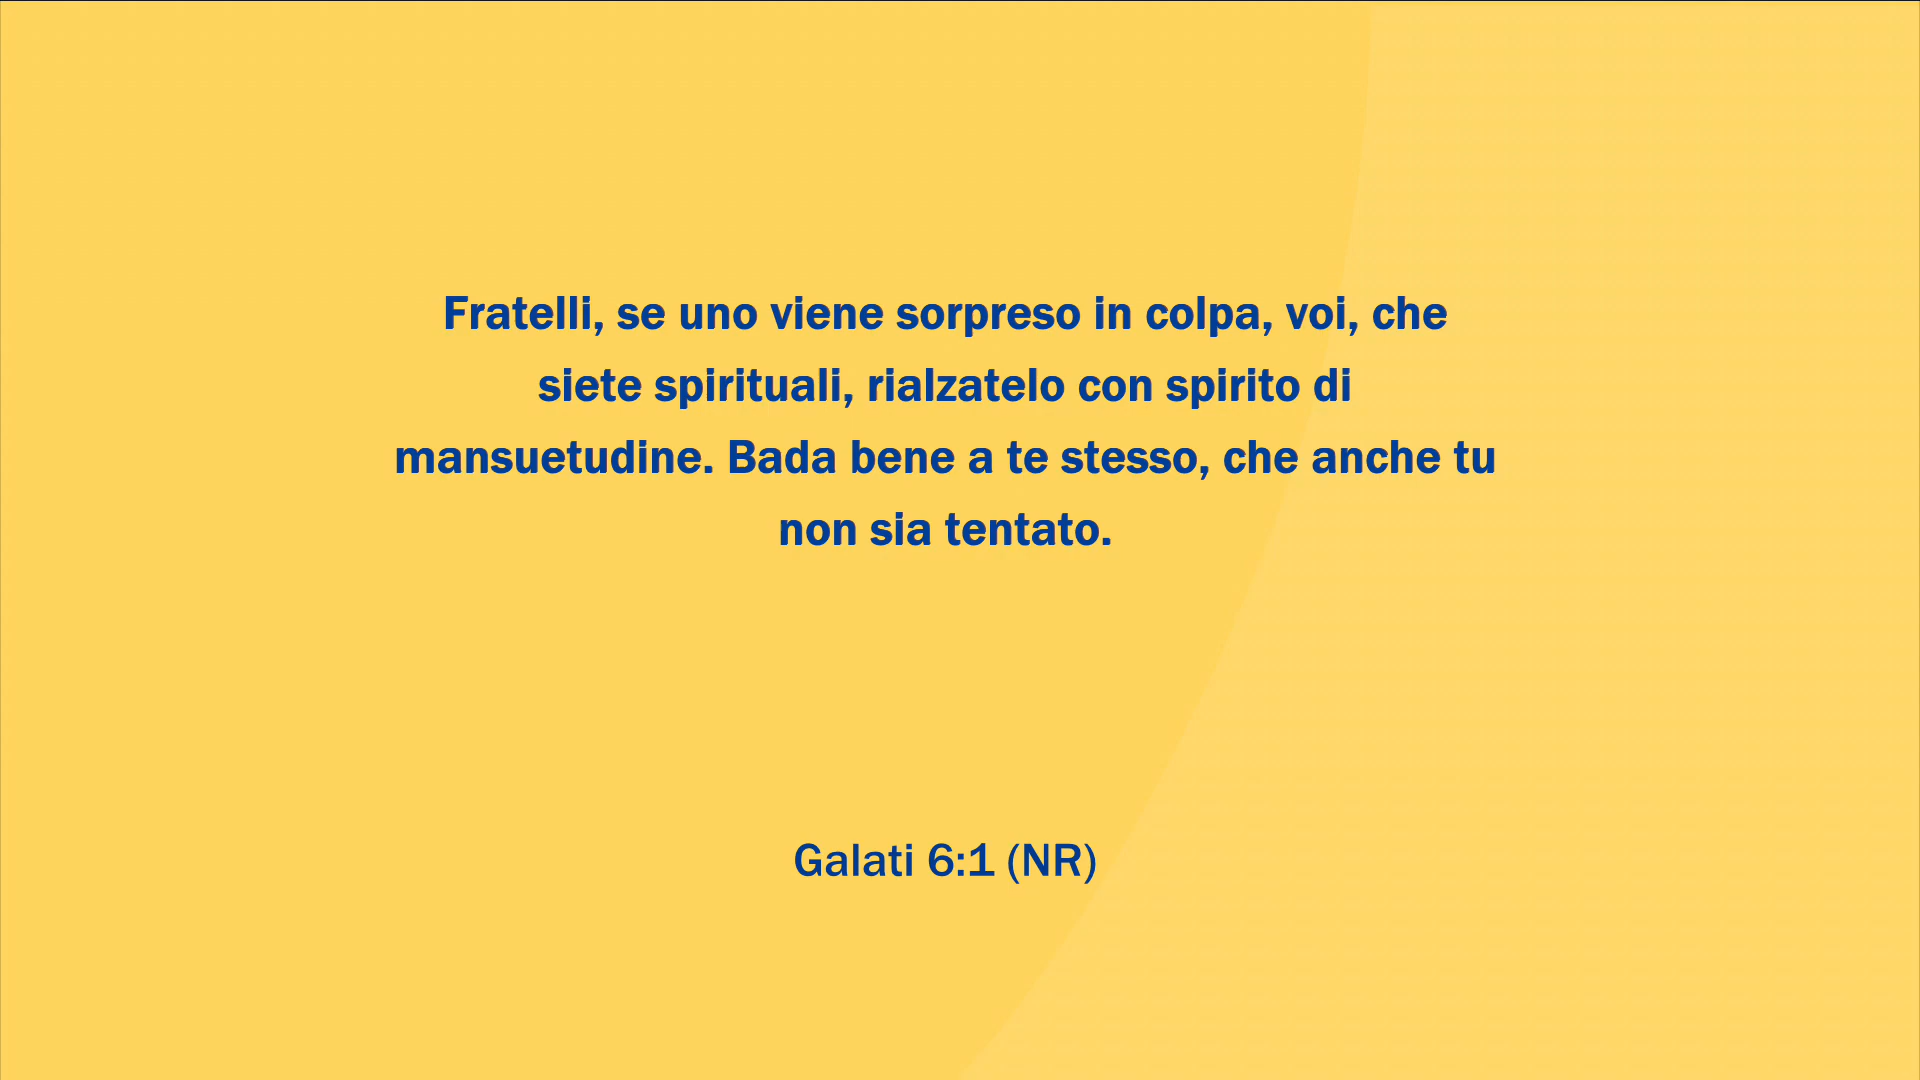 Fratelli, se uno viene sorpreso in colpa, voi, che
siete spirituali, rialzatelo con spirito di
mansuetudine. Bada bene a te stesso, che anche tu
non sia tentato.
Galati 6:1 (NR)